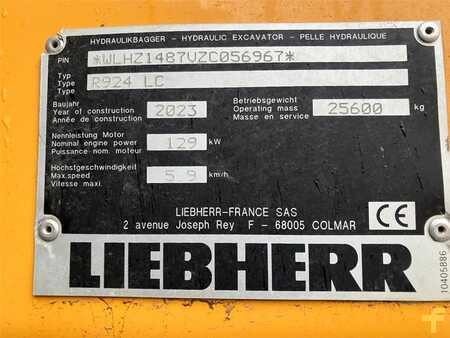 HYDRAULIKBAGGER - HYDRAULIC EXCAVATOR - PELLE HYDRAULIQUE
PIN *WLHZ1487VZC056967*
Typ
Type R924 LC
Type
Baujahr
Year of construction 2023
Année de construction
Betriebsgewicht
Operating mass 25600 kg
Masse en service
Nennleistung Motor
Nominal engine power 129 kW
Puissance nom. moteur
Höchstgeschwindigkeit
Max.speed 5.9 km/h
Vitesse maxi.
LIEBHERR-FRANCE SAS
2 avenue Joseph Rey F - 68005 COLMAR
CE
LIEBHERR
10405886
f